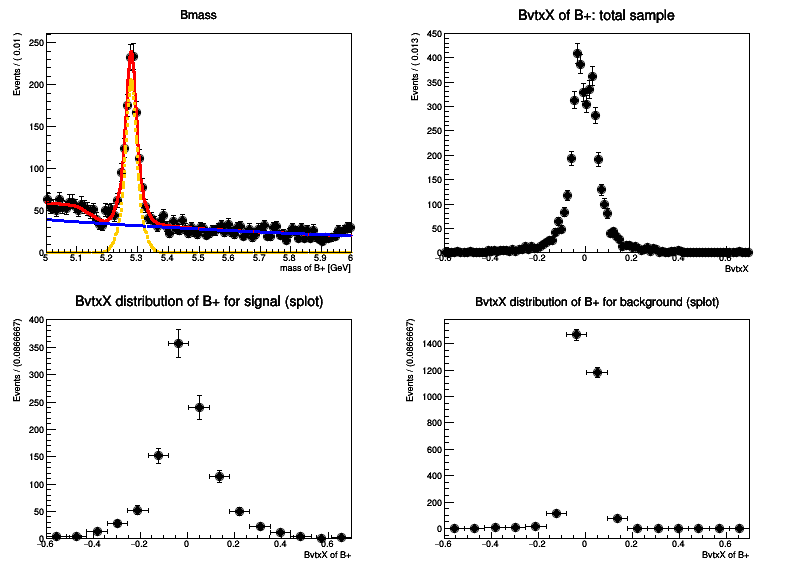 Bmass
Events / ( 0.01 )
250
200
150
100
50
0
5 5.1 5.2 5.3 5.4 5.5 5.6 5.7 5.8 5.9 6
mass of B+ [GeV]
BvtxX of B+: total sample
Events / ( 0.013 )
450
400
350
300
250
200
150
100
50
0
−0.6 −0.4 −0.2 0 0.2 0.4 0.6
BvtxX
BvtxX distribution of B+ for signal (splot)
Events / (0.0866667)
400
350
300
250
200
150
100
50
0
−0.6 −0.4 −0.2 0 0.2 0.4 0.6
BvtxX of B+
BvtxX distribution of B+ for background (splot)
Events / (0.0866667)
1400
1200
1000
800
600
400
200
0
−0.6 −0.4 −0.2 0 0.2 0.4 0.6
BvtxX of B+